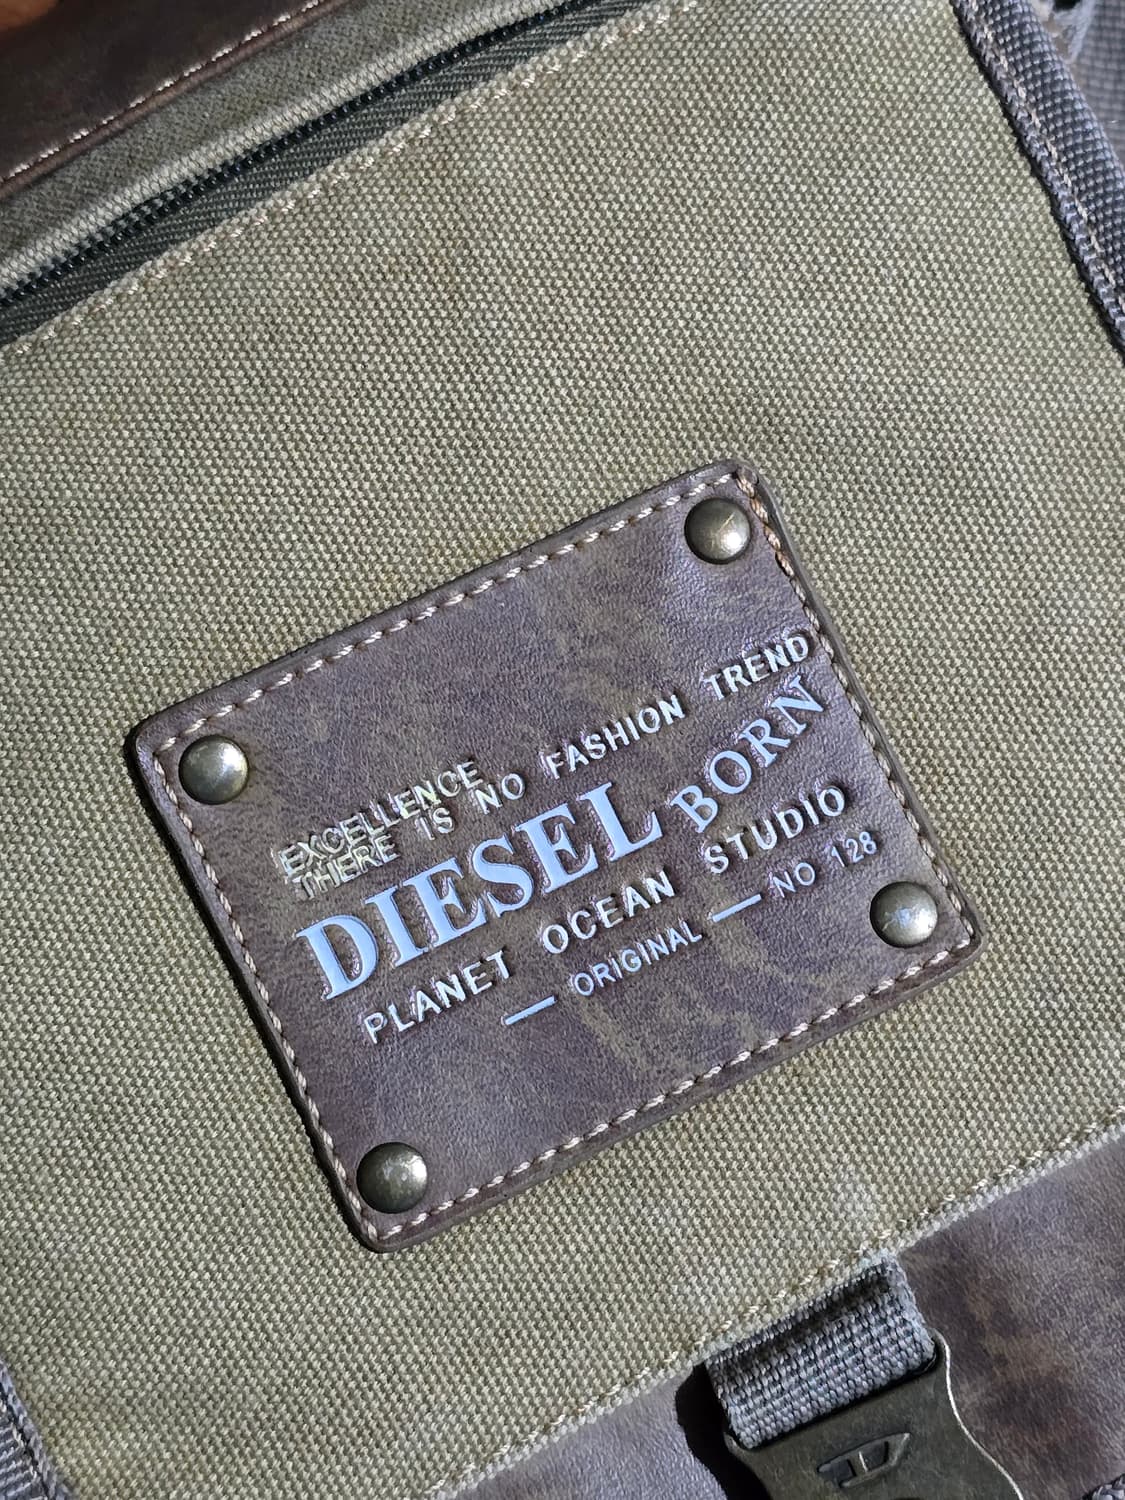 EXCELLENCE
THERE IS NO FASHION TREND
DIESEL BORN
PLANET OCEAN STUDIO
— ORIGINAL — NO 128
D